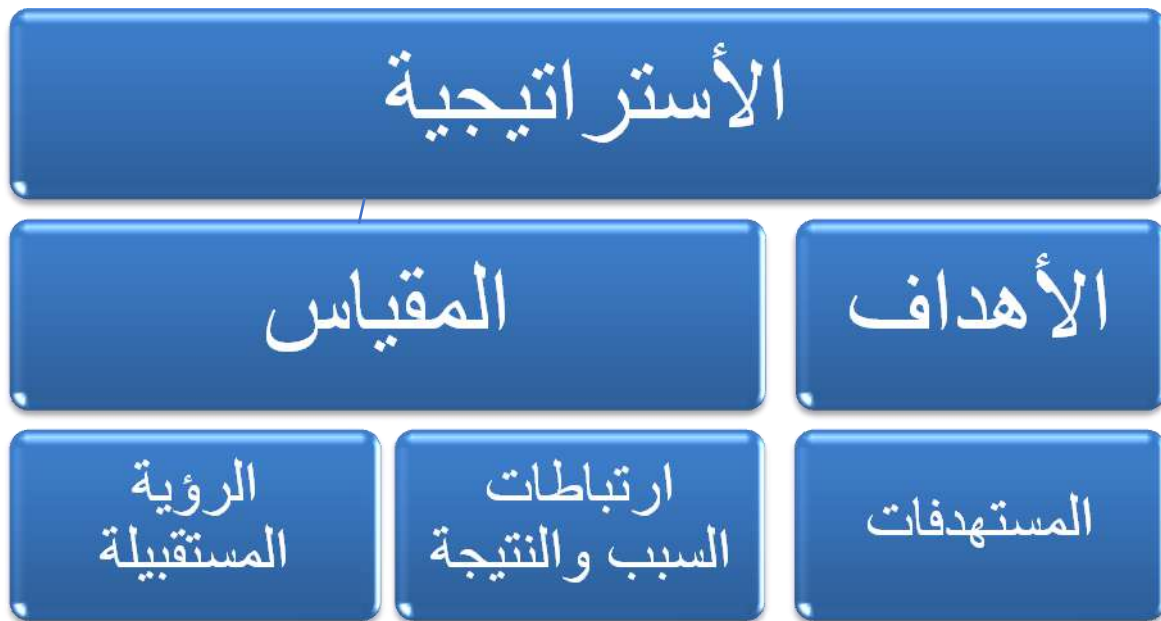 الأستراتيجية
الأهداف
المقياس
المستهدفات
ارتباطات
السبب والنتيجة
الرؤية
المستقبيلة